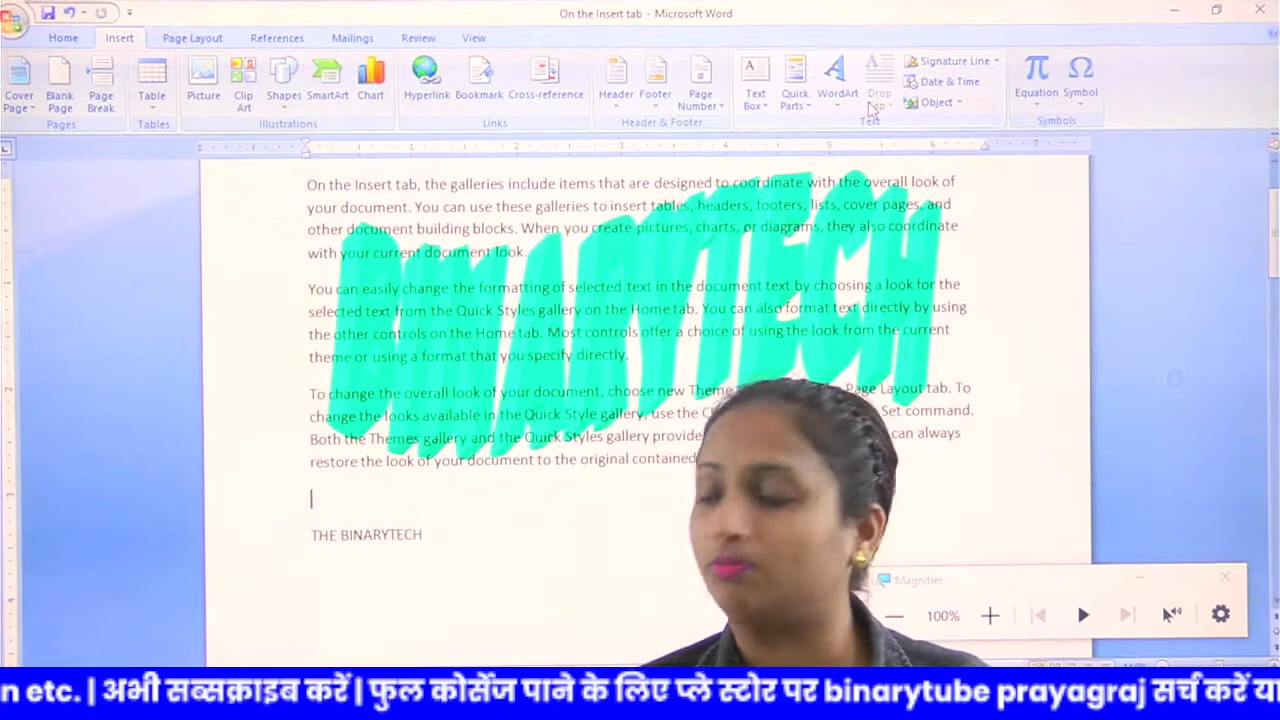 On the Insert tab - Microsoft Word
Home Insert Page Layout References Mailings Review View
Cover Page
Blank Page
Page Break
Table
Picture
Clip Art
Shapes
SmartArt
Chart
Hyperlink
Bookmark
Cross-reference
Header
Footer
Page Number
Text Box
Quick Parts
WordArt
Drop Cap
Signature Line
Date & Time
Object
Equation
Symbol
Pages Tables Illustrations Links Header & Footer Text Symbols
1 1 2 3 4 5 6 7
On the Insert tab, the galleries include items that are designed to coordinate with the overall look of
your document. You can use these galleries to insert tables, headers, footers, lists, cover pages, and
other document building blocks. When you create pictures, charts, or diagrams, they also coordinate
with your current document look.
BINARYTECH
You can easily change the formatting of selected text in the document text by choosing a look for the
selected text from the Quick Styles gallery on the Home tab. You can also format text directly by using
the other controls on the Home tab. Most controls offer a choice of using the look from the current
theme or using a format that you specify directly.
To change the overall look of your document, choose new Theme Page Layout tab. To
change the looks available in the Quick Style gallery, use the Set command.
Both the Themes gallery and the Quick Styles gallery provide can always
restore the look of your document to the original contained
THE BINARYTECH
Magnifier
100%
n etc. | अभी सब्सक्राइब करें | फुल कोर्सेज पाने के लिए प्ले स्टोर पर binarytube prayagraj सर्च करें या